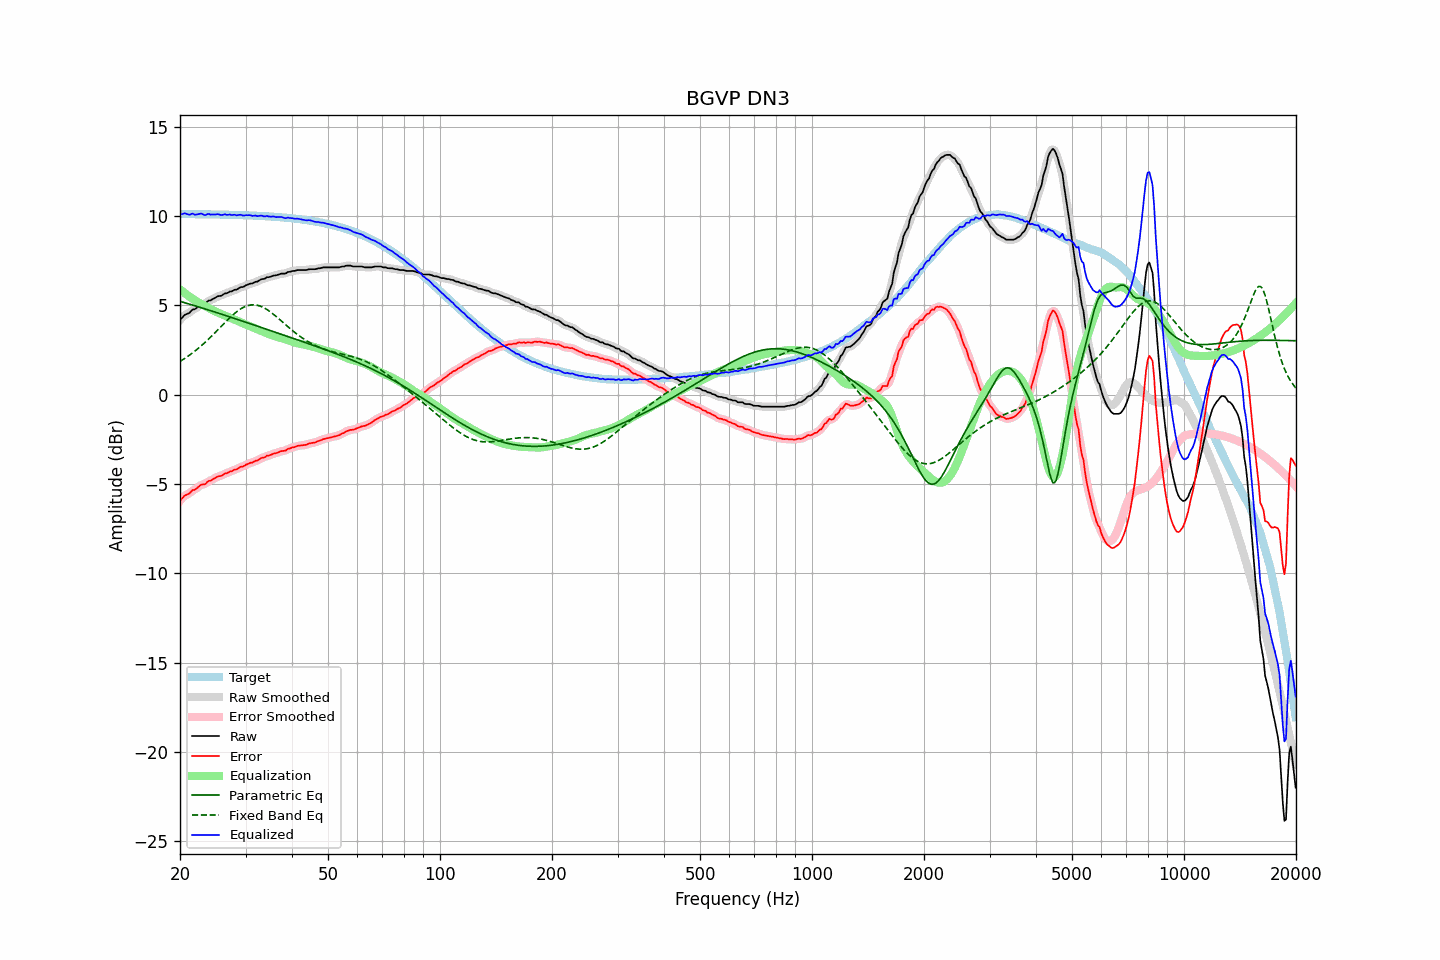 BGVP DN3
Amplitude (dBr)
15
10
5
0
−5
−10
−15
−20
−25
Target
Raw Smoothed
Error Smoothed
Raw
Error
Equalization
Parametric Eq
Fixed Band Eq
Equalized
20 50 100 200 500 1000 2000 5000 10000 20000
Frequency (Hz)